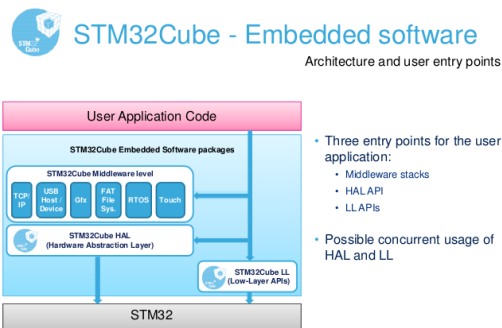 STM32Cube - Embedded software
STM32
Cube
Architecture and user entry points
User Application Code
STM32Cube Embedded Software packages
STM32Cube Middleware level
TCP/
IP
USB
Host /
Device
Gfx
FAT
File
Sys.
RTOS
Touch
STM32Cube HAL
(Hardware Abstraction Layer)
STM32Cube LL
(Low-Layer APIs)
STM32
• Three entry points for the user
application:
• Middleware stacks
• HAL API
• LL APIs
• Possible concurrent usage of
HAL and LL